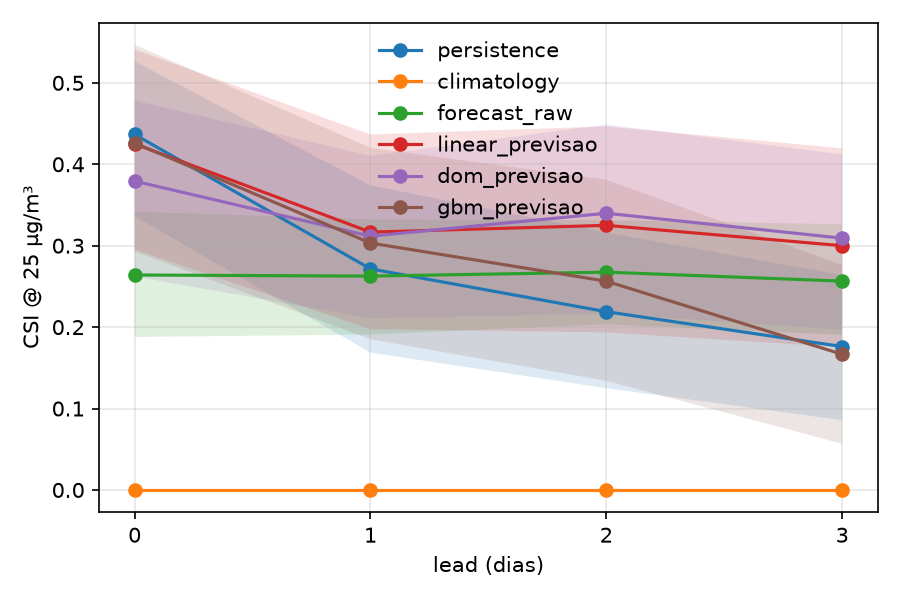 CSI @ 25 μg/m³
0.5
0.4
0.3
0.2
0.1
0.0
persistence
climatology
forecast_raw
linear_previsao
dom_previsao
gbm_previsao
0 1 2 3
lead (dias)